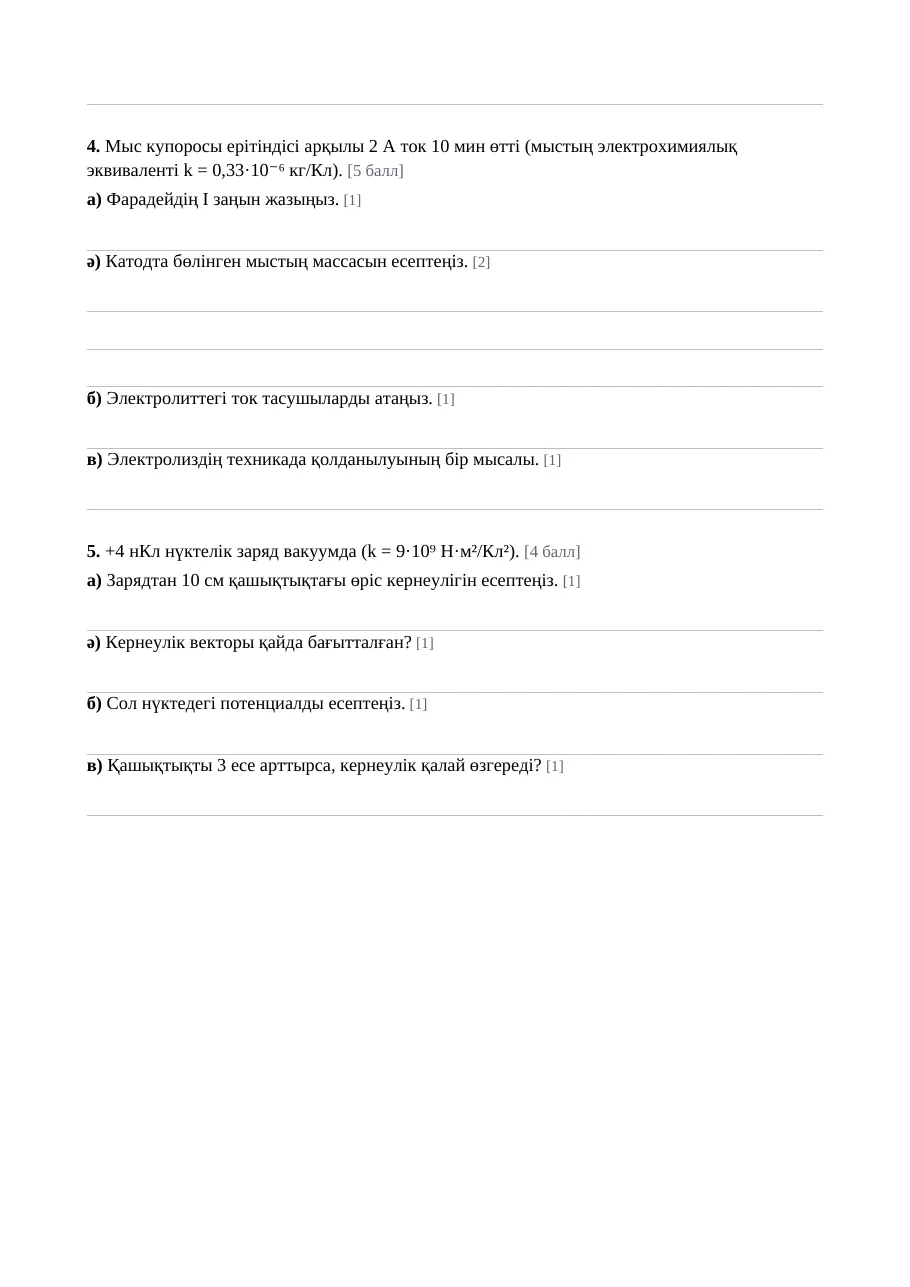 4. Мыс купоросы ерітіндісі арқылы 2 А ток 10 мин өтті (мыстың электрохимиялық
эквиваленті k = 0,33·10⁻⁶ кг/Кл). [5 балл]
а) Фарадейдің I заңын жазыңыз. [1]
ә) Катодта бөлінген мыстың массасын есептеңіз. [2]
б) Электролиттегі ток тасушыларды атаңыз. [1]
в) Электролиздің техникада қолданылуының бір мысалы. [1]
5. +4 нКл нүктелік заряд вакуумда (k = 9·10⁹ Н·м²/Кл²). [4 балл]
а) Зарядтан 10 см қашықтықтағы өріс кернеулігін есептеңіз. [1]
ә) Кернеулік векторы қайда бағытталған? [1]
б) Сол нүктедегі потенциалды есептеңіз. [1]
в) Қашықтықты 3 есе арттырса, кернеулік қалай өзгереді? [1]